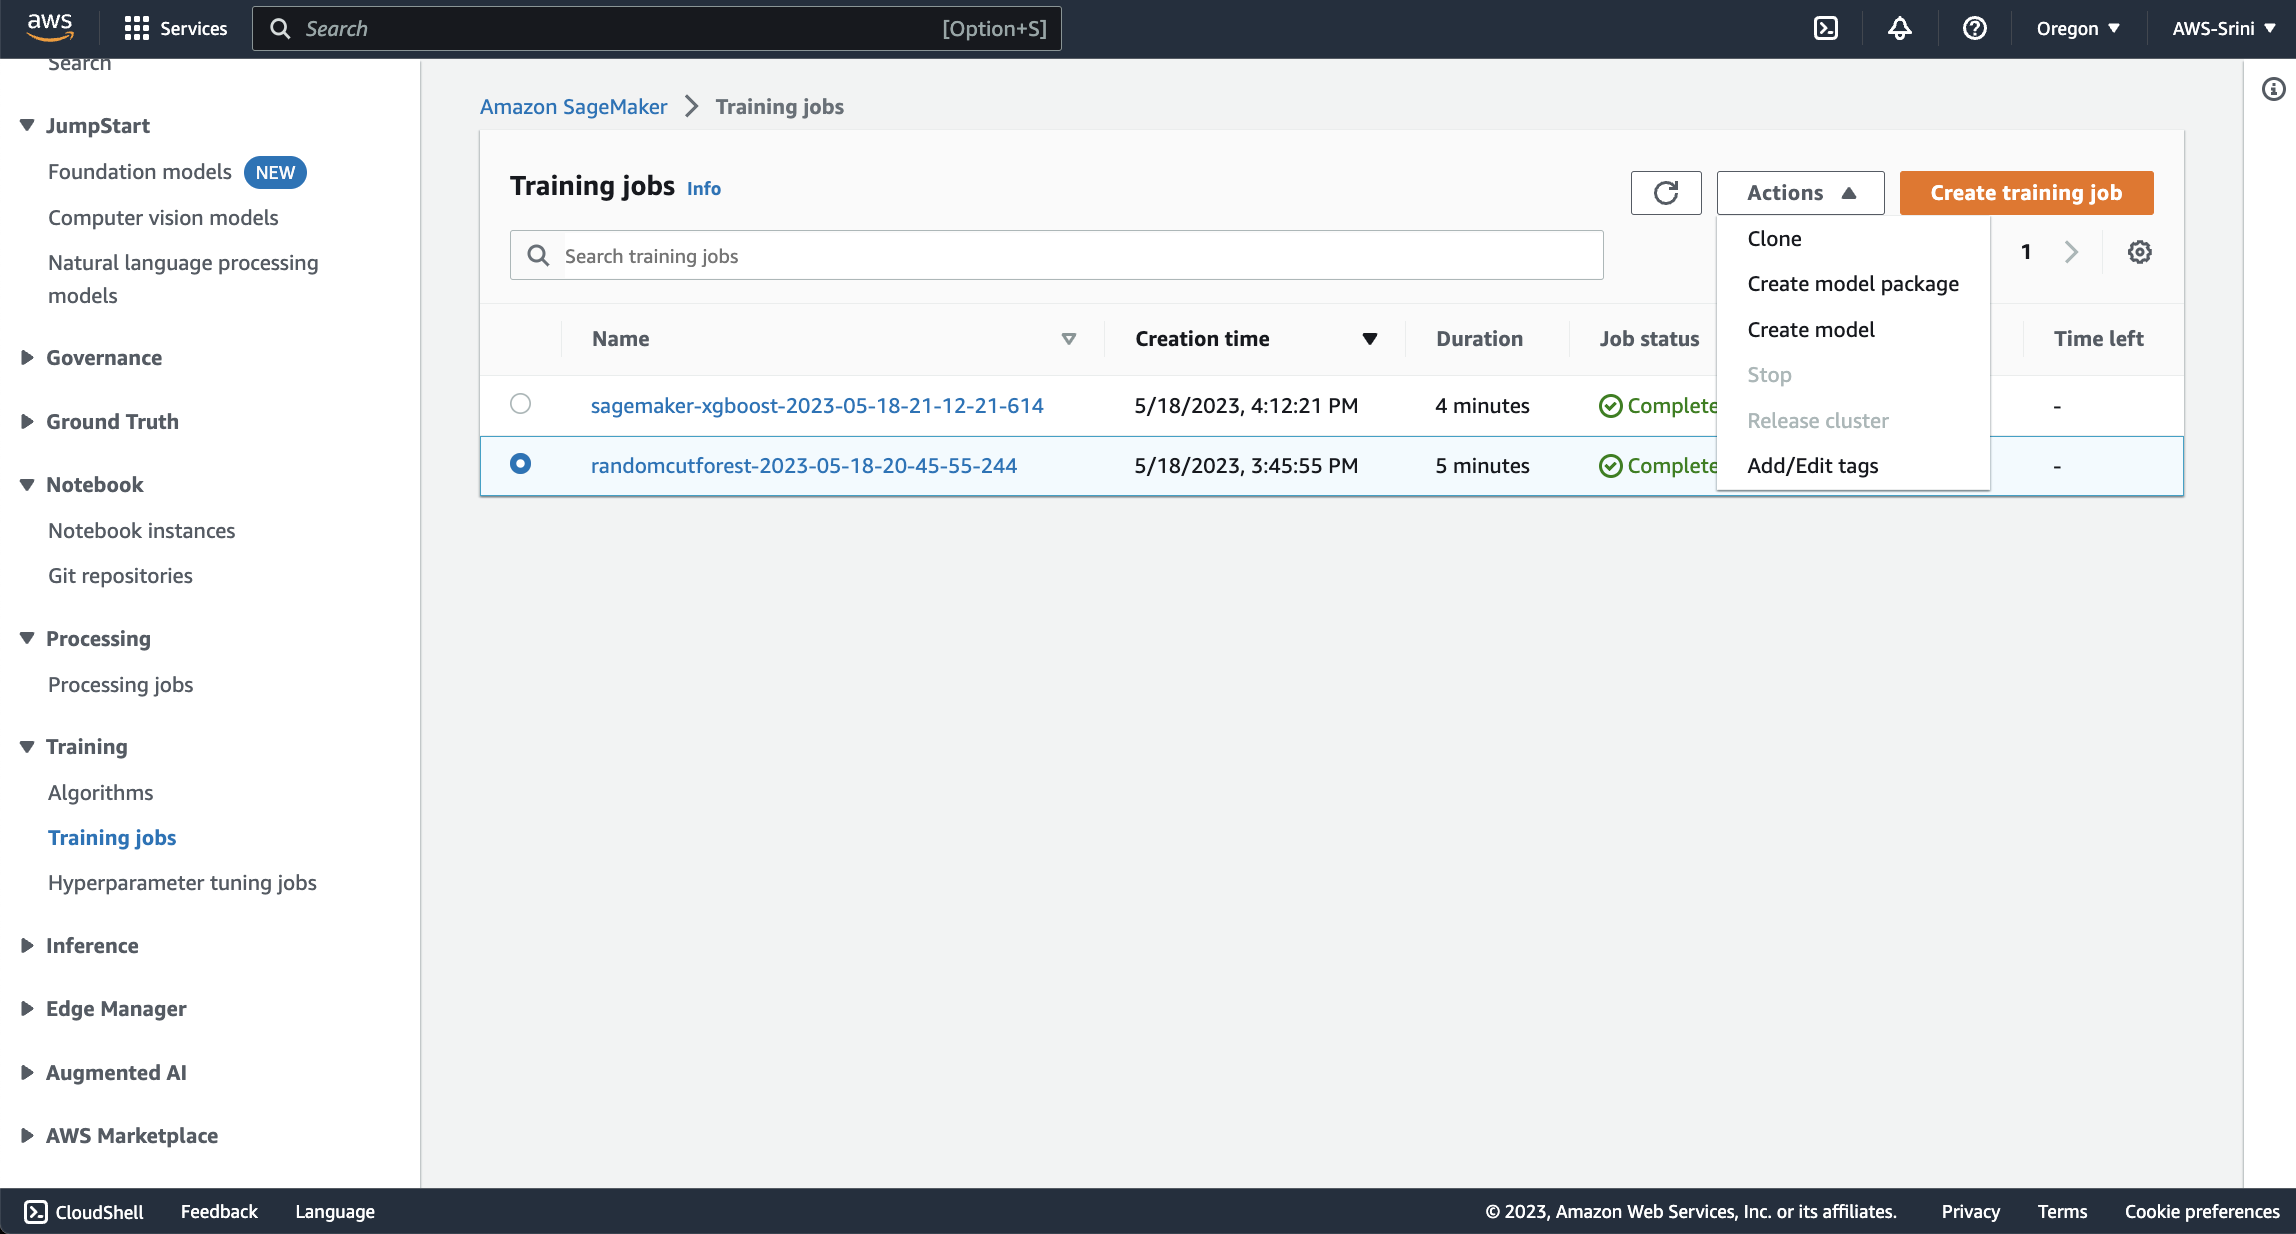 aws
Services
Search
[Option+S]
Oregon
AWS-Srini
Search
JumpStart
Foundation models NEW
Computer vision models
Natural language processing
models
Governance
Ground Truth
Notebook
Notebook instances
Git repositories
Processing
Processing jobs
Training
Algorithms
Training jobs
Hyperparameter tuning jobs
Inference
Edge Manager
Augmented AI
AWS Marketplace
Amazon SageMaker > Training jobs
Training jobs Info
Actions
Create training job
Search training jobs
1
Clone
Create model package
Create model
Stop
Release cluster
Add/Edit tags
Name Creation time Duration Job status Time left
sagemaker-xgboost-2023-05-18-21-12-21-614 5/18/2023, 4:12:21 PM 4 minutes Complete -
randomcutforest-2023-05-18-20-45-55-244 5/18/2023, 3:45:55 PM 5 minutes Complete -
CloudShell Feedback Language © 2023, Amazon Web Services, Inc. or its affiliates. Privacy Terms Cookie preferences